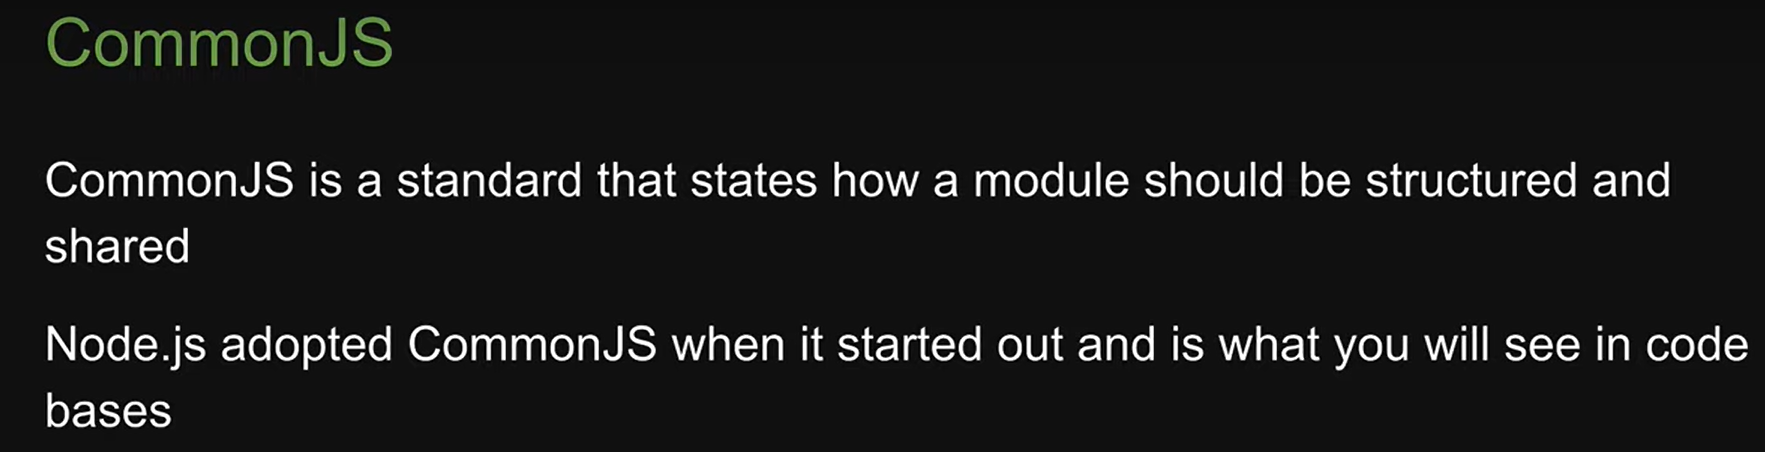 CommonJS
CommonJS is a standard that states how a module should be structured and
shared
Node.js adopted CommonJS when it started out and is what you will see in code
bases